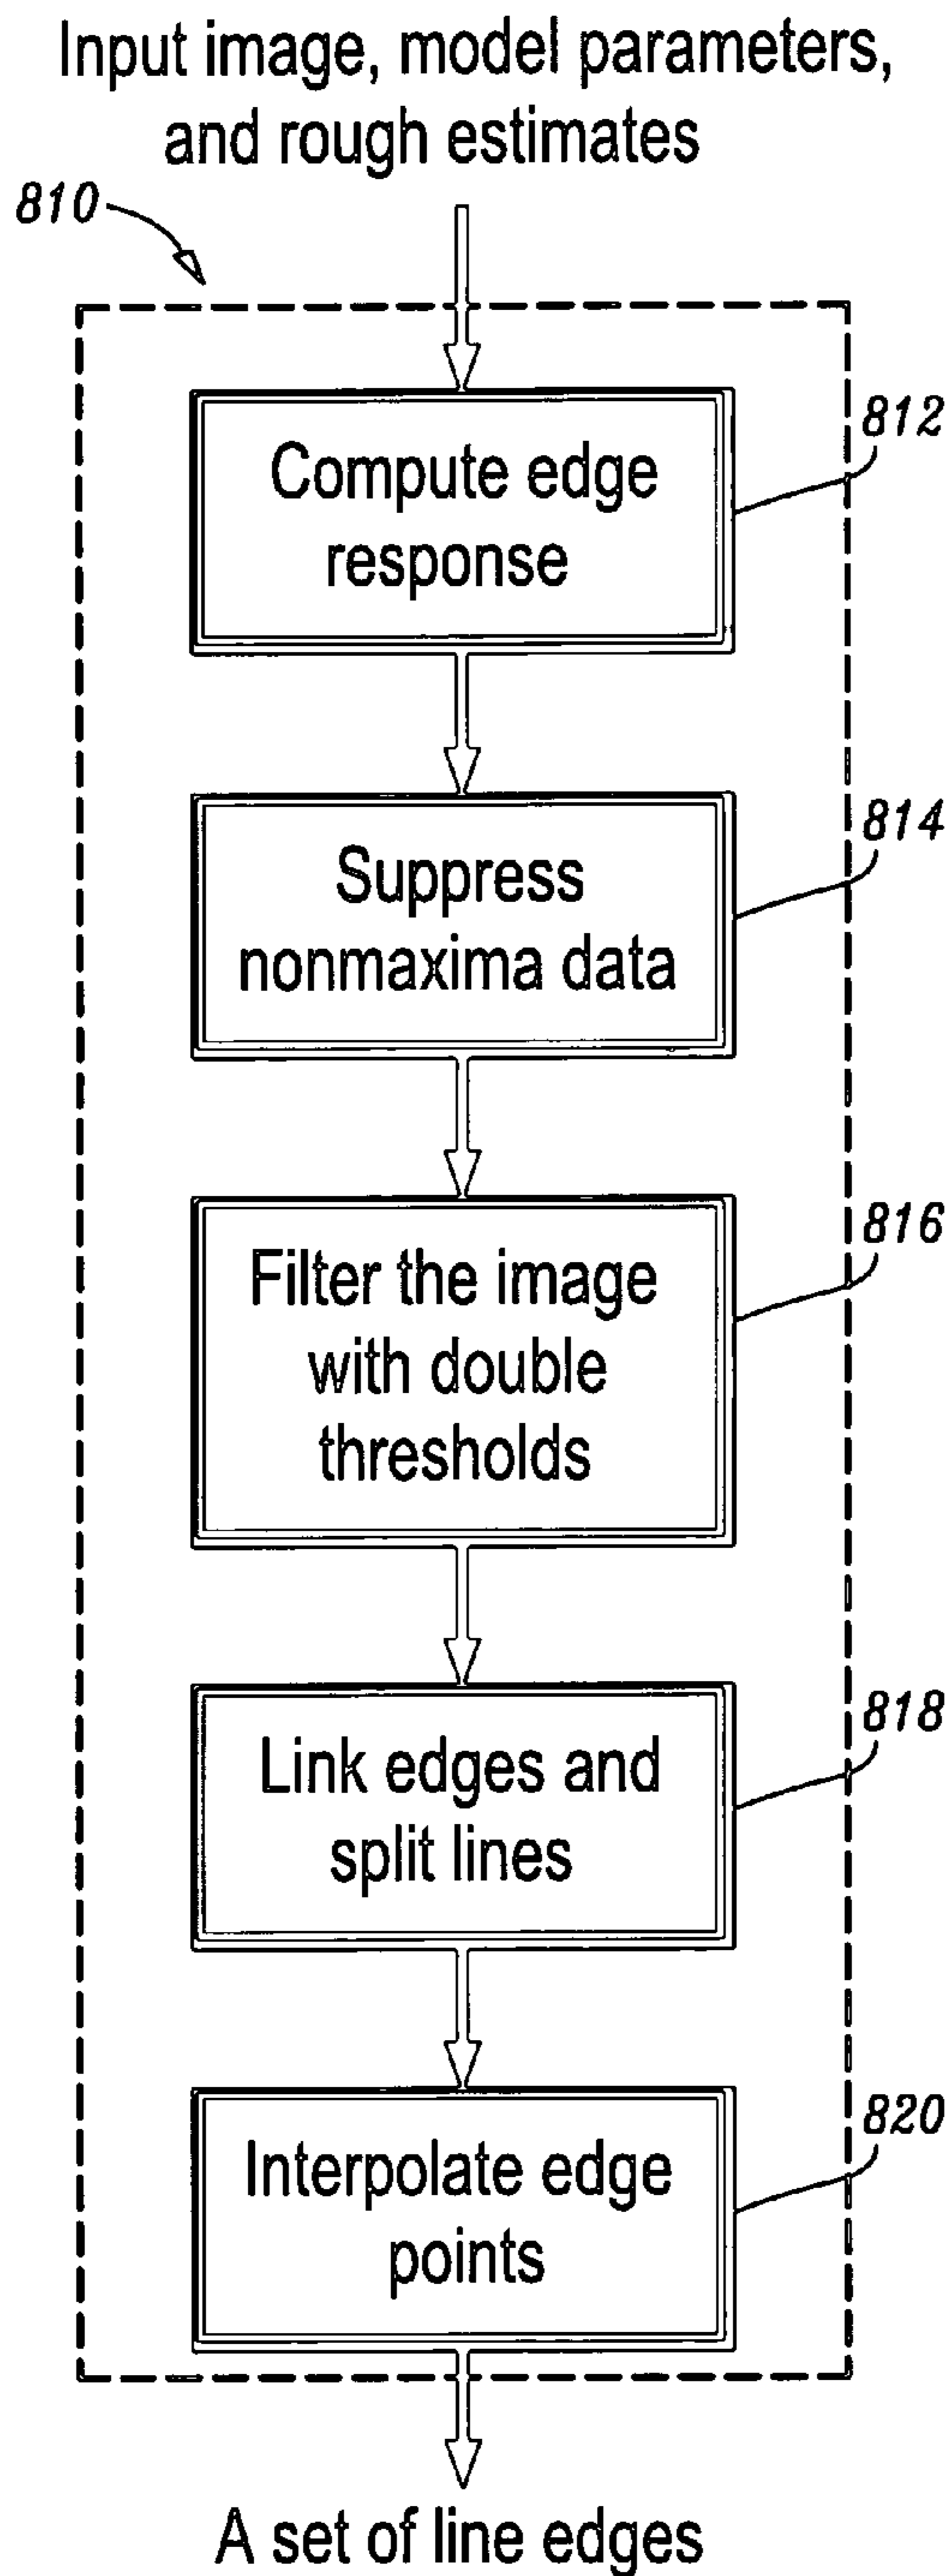 Input image, model parameters,
and rough estimates
810
812
Compute edge
response
814
Suppress
nonmaxima data
816
Filter the image
with double
thresholds
818
Link edges and
split lines
820
Interpolate edge
points
A set of line edges